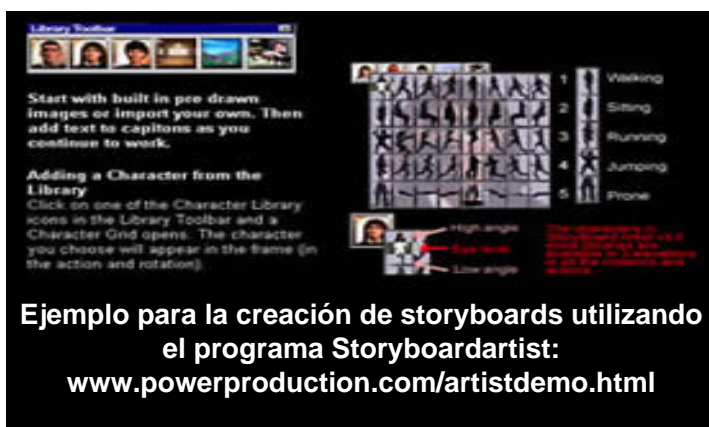 Library Toolbar
Start with built in pre drawn
images or import your own. Then
add text to capitons as you
continue to work.
Adding a Character from the
Library
Click on one of the Character Library
icons in the Library Toolbar and a
Character Grid opens. The character
you choose will appear in the frame (in
the action and rotation).
1 Walking
2 Sitting
3 Running
4 Jumping
5 Prone
High angle
Eye level
Low angle
Ejemplo para la creación de storyboards utilizando
el programa Storyboardartist:
www.powerproduction.com/artistdemo.html